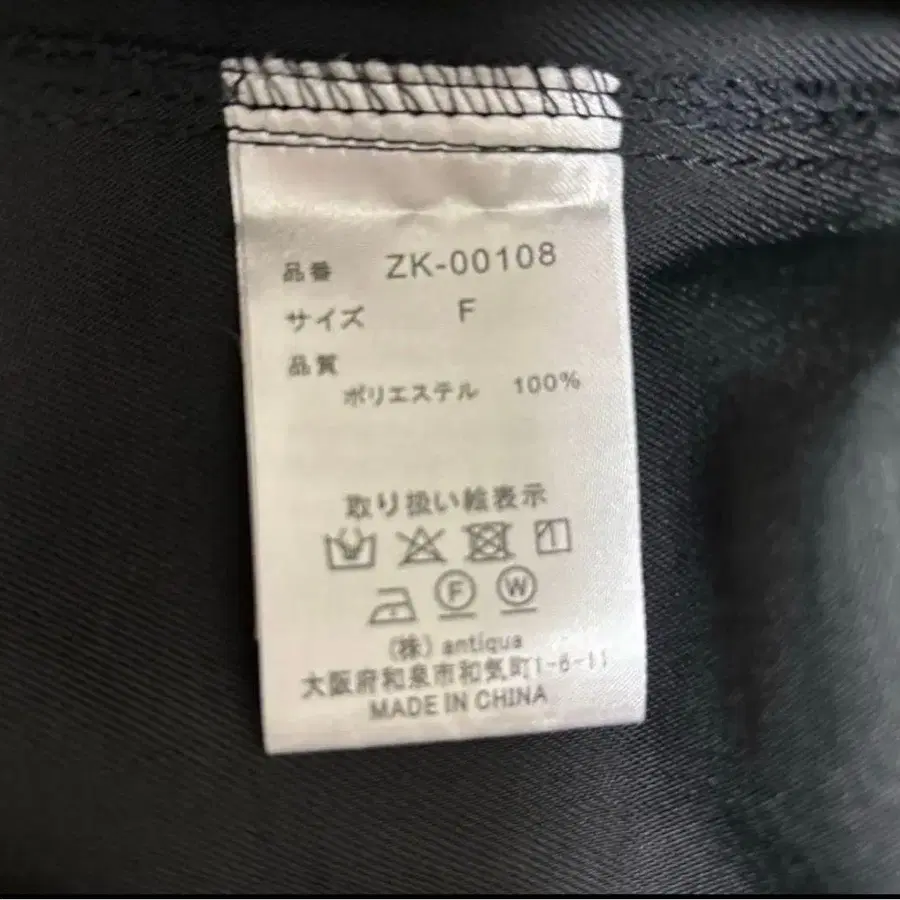 品番 ZK-00108
サイズ F
品質
ポリエステル 100%
取り扱い絵表示
F W
(株) antiqua
大阪府和泉市和気町1-6-11
MADE IN CHINA